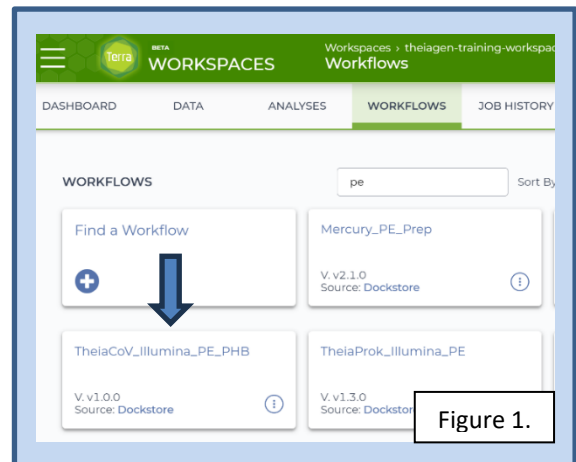 Terra
BETA
WORKSPACES
Workspaces › theiagen-training-workspac
Workflows
DASHBOARD DATA ANALYSES WORKFLOWS JOB HISTORY
WORKFLOWS
pe
Sort By
Find a Workflow
Mercury_PE_Prep
V. v2.1.0
Source: Dockstore
TheiaCoV_Illumina_PE_PHB
V. v1.0.0
Source: Dockstore
TheiaProk_Illumina_PE
V. v1.3.0
Source: Dockstor
Figure 1.